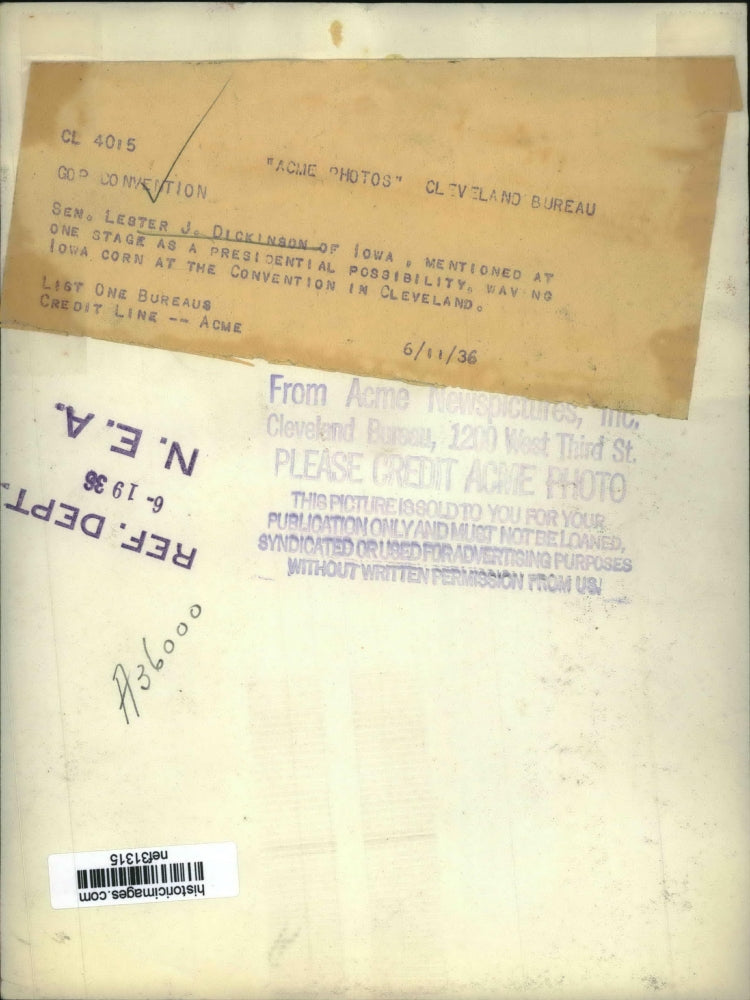 CL 4015
"ACME PHOTOS" CLEVELAND BUREAU
GOP CONVENTION
SEN. LESTER J. DICKINSON OF IOWA , MENTIONED AT
ONE STAGE AS A PRESIDENTIAL POSSIBILITY, WAVING
IOWA CORN AT THE CONVENTION IN CLEVELAND.
LIST ONE BUREAUS
CREDIT LINE -- ACME
6/11/36
From Acme Newspictures, Inc.
Cleveland Bureau, 1200 West Third St.
PLEASE CREDIT ACME PHOTO
THIS PICTURE IS SOLD TO YOU FOR YOUR
PUBLICATION ONLY AND MUST NOT BE LOANED,
SYNDICATED OR USED FOR ADVERTISING PURPOSES
WITHOUT WRITTEN PERMISSION FROM US.
REF. DEPT.
6-19 36
N. E. A.
A36000
historicimages.com
nef31315